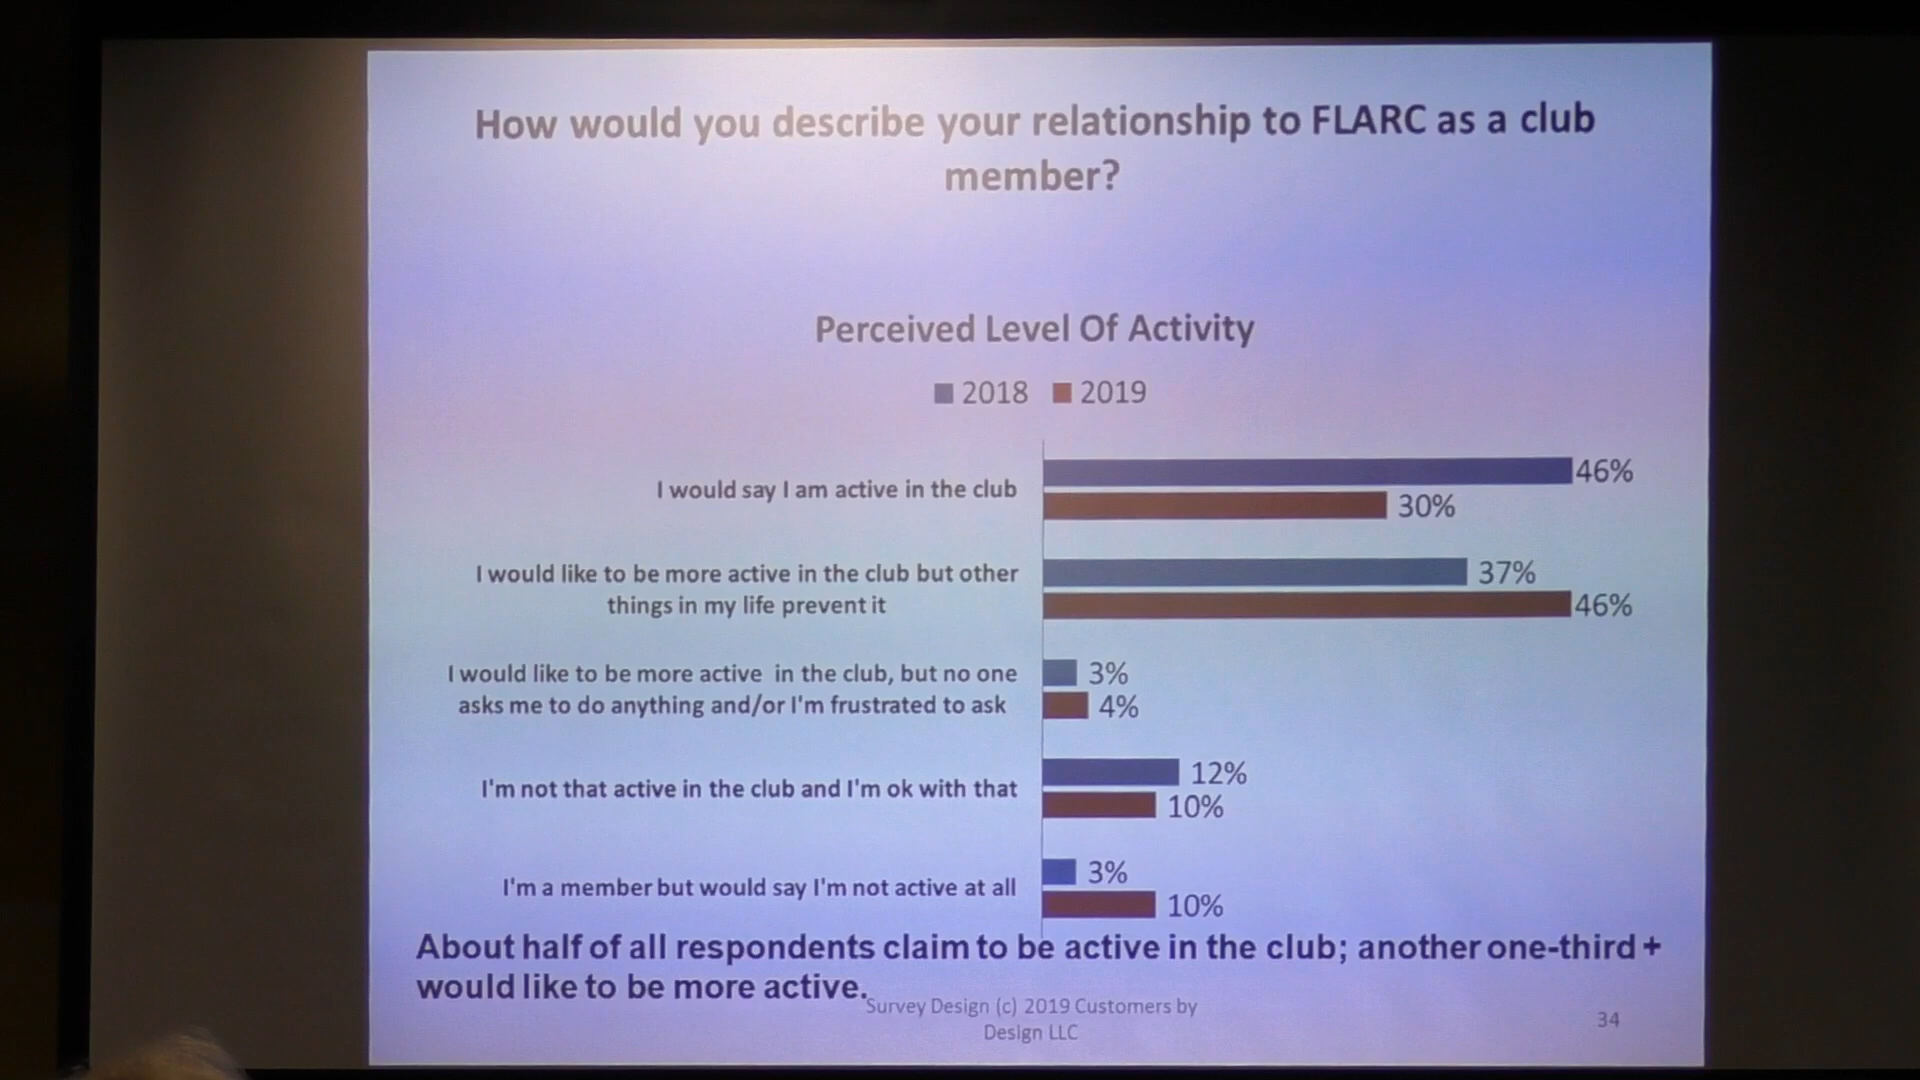 How would you describe your relationship to FLARC as a club
member?
Perceived Level Of Activity
2018 2019
I would say I am active in the club
46%
30%
I would like to be more active in the club but other
things in my life prevent it
37%
46%
I would like to be more active in the club, but no one
asks me to do anything and/or I'm frustrated to ask
3%
4%
I'm not that active in the club and I'm ok with that
12%
10%
I'm a member but would say I'm not active at all
3%
10%
About half of all respondents claim to be active in the club; another one-third +
would like to be more active.
Survey Design (c) 2019 Customers by
Design LLC
34